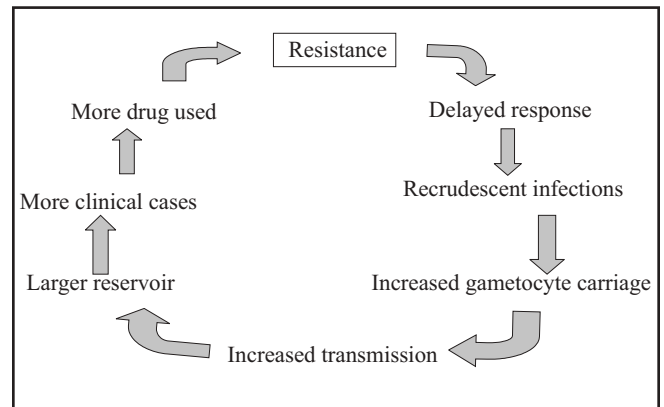 Resistance
Delayed response
Recrudescent infections
Increased gametocyte carriage
Increased transmission
Larger reservoir
More clinical cases
More drug used